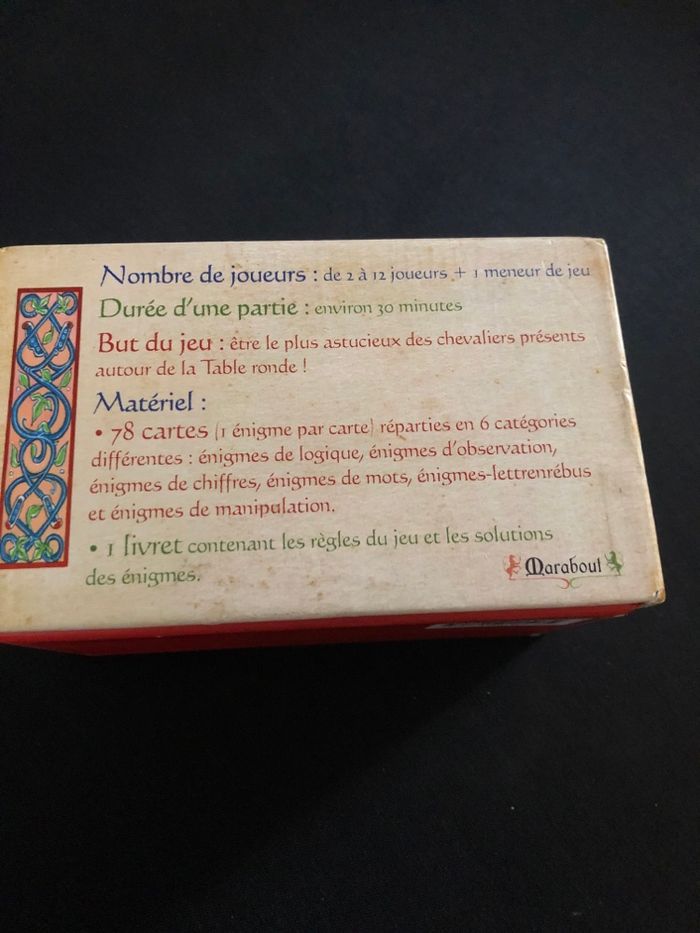 Nombre de joueurs : de 2 à 12 joueurs + 1 meneur de jeu
Durée d'une partie : environ 30 minutes
But du jeu : être le plus astucieux des chevaliers présents
autour de la Table ronde !
Matériel :
• 78 cartes (1 énigme par carte) réparties en 6 catégories
différentes : énigmes de logique, énigmes d'observation,
énigmes de chiffres, énigmes de mots, énigmes-lettrenrébus
et énigmes de manipulation.
• 1 livret contenant les règles du jeu et les solutions
des énigmes.
Marabout